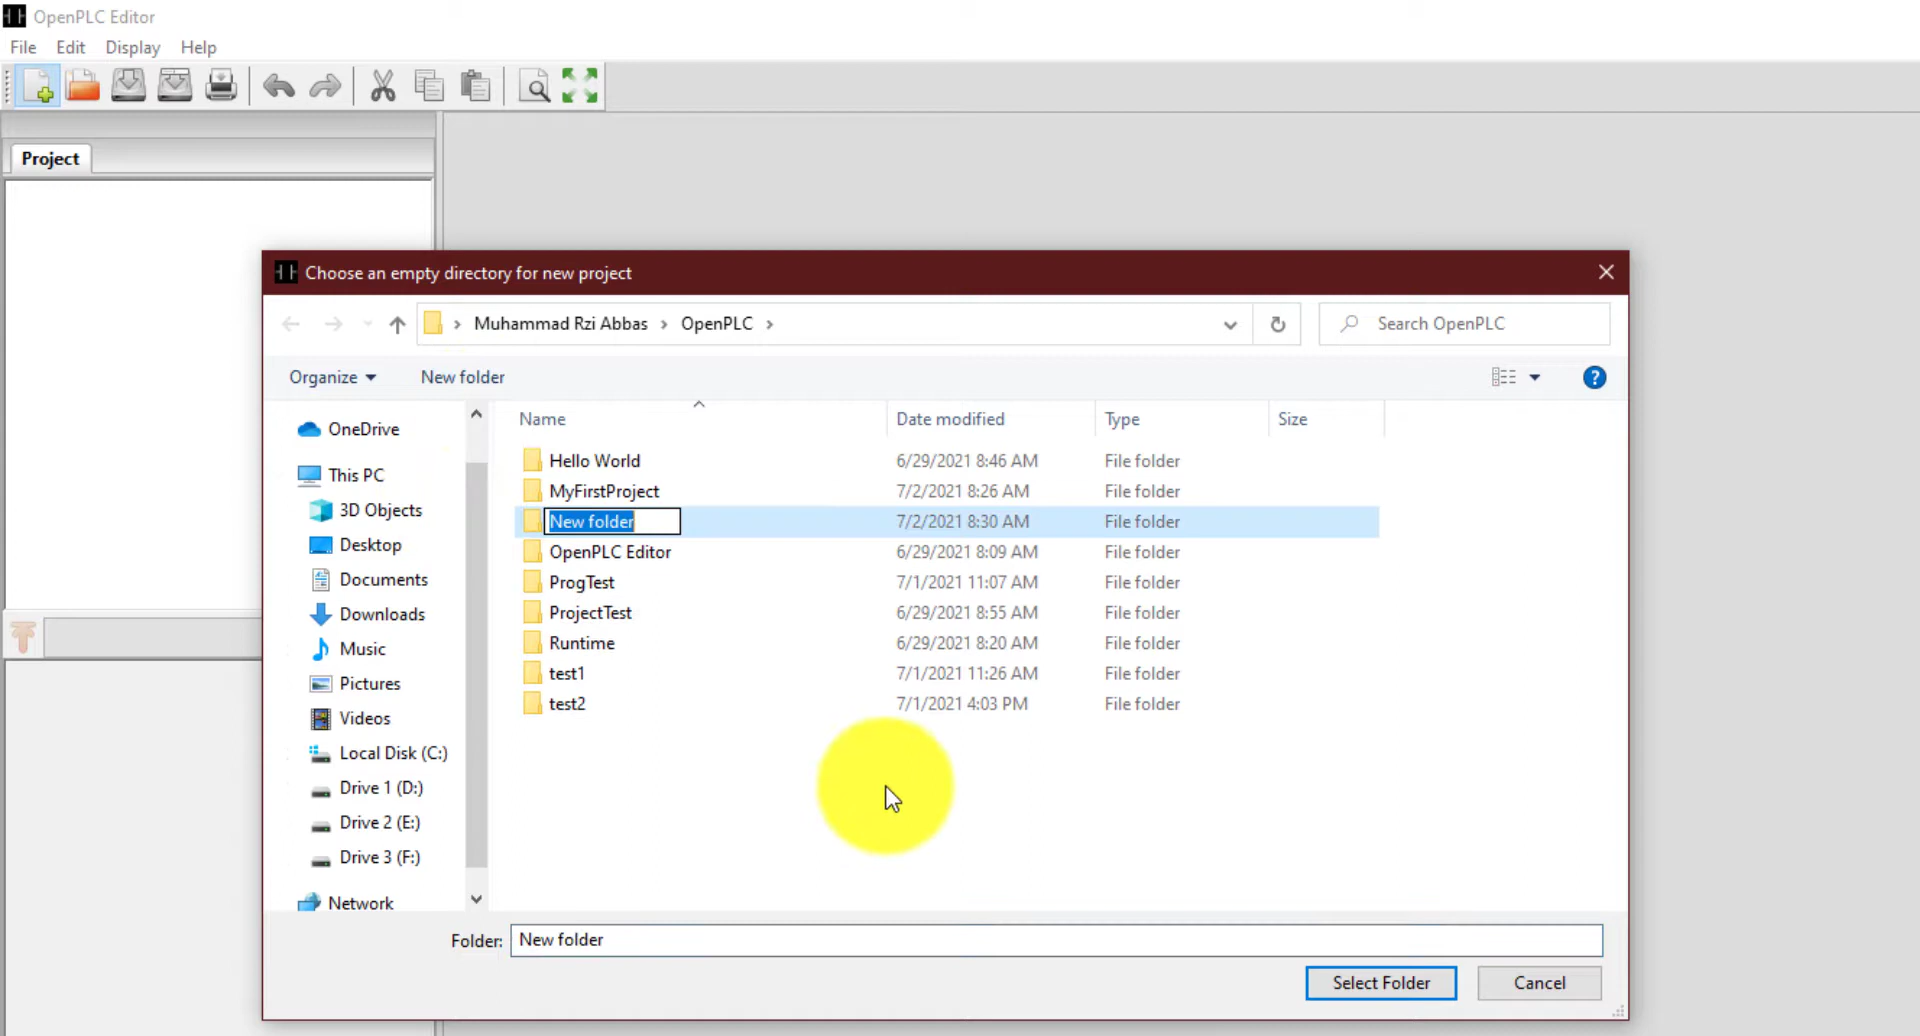 OpenPLC Editor
File Edit Display Help
Project
Choose an empty directory for new project
Muhammad Rzi Abbas > OpenPLC >
Search OpenPLC
Organize New folder
?
OneDrive
This PC
3D Objects
Desktop
Documents
Downloads
Music
Pictures
Videos
Local Disk (C:)
Drive 1 (D:)
Drive 2 (E:)
Drive 3 (F:)
Network
Name Date modified Type Size
Hello World 6/29/2021 8:46 AM File folder
MyFirstProject 7/2/2021 8:26 AM File folder
New folder 7/2/2021 8:30 AM File folder
OpenPLC Editor 6/29/2021 8:09 AM File folder
ProgTest 7/1/2021 11:07 AM File folder
ProjectTest 6/29/2021 8:55 AM File folder
Runtime 6/29/2021 8:20 AM File folder
test1 7/1/2021 11:26 AM File folder
test2 7/1/2021 4:03 PM File folder
Folder: New folder
Select Folder Cancel